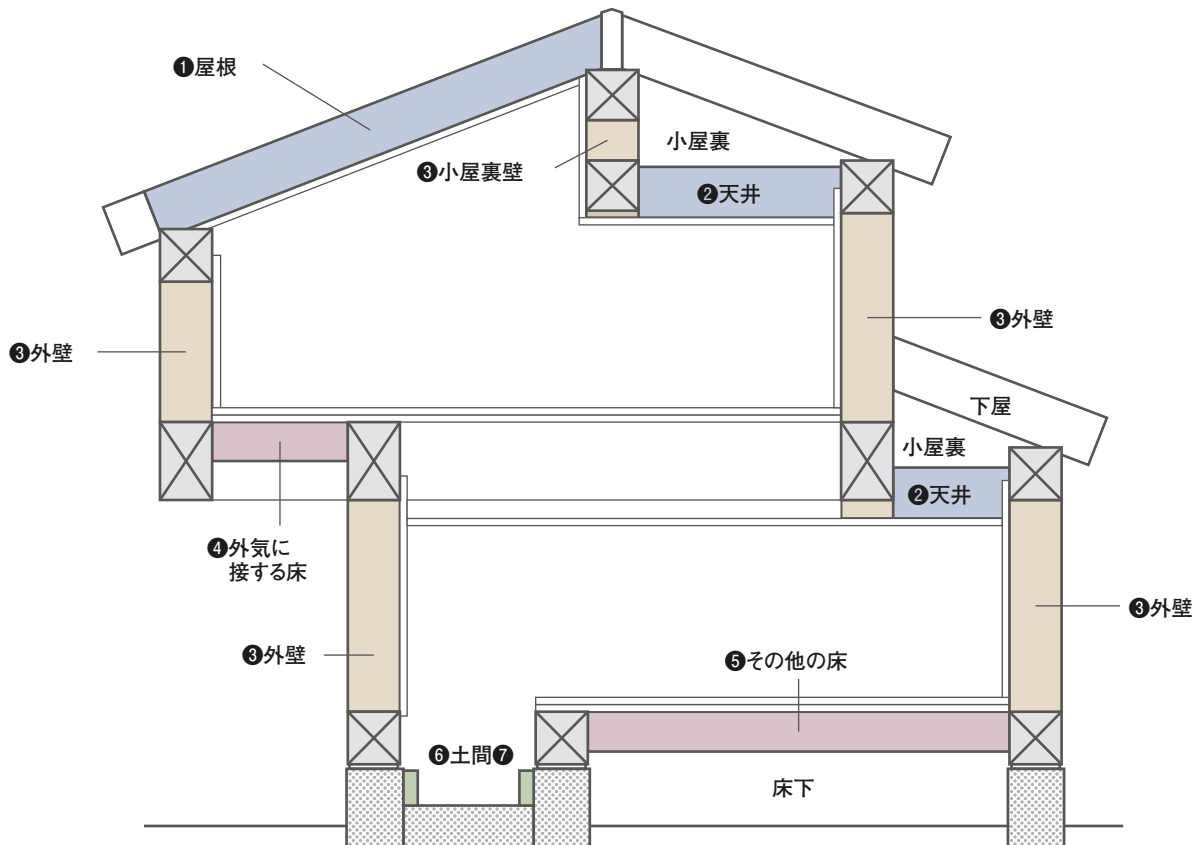 ❶屋根
小屋裏
❸小屋裏壁
❷天井
❸外壁
❸外壁
下屋
小屋裏
❷天井
❹外気に
接する床
❸外壁
❸外壁
❺その他の床
❻土間❼
床下